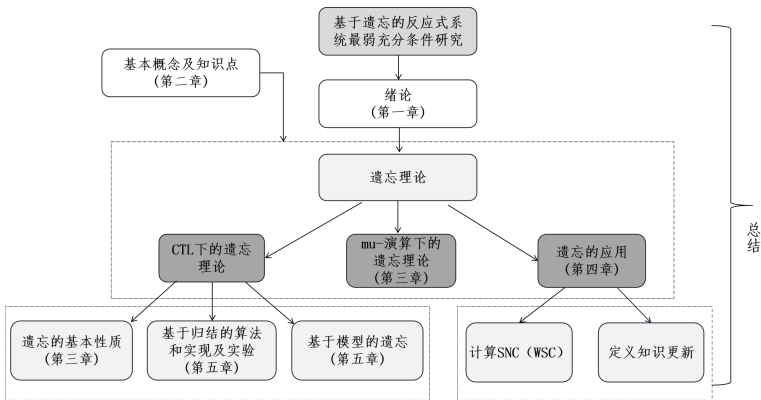 基于遗忘的反应式系
统最弱充分条件研究
基本概念及知识点
(第二章)
绪论
(第一章)
遗忘理论
CTL下的遗忘
理论
mu-演算下的
遗忘理论
(第三章)
遗忘的应用
(第四章)
总
结
遗忘的基本性质
(第三章)
基于归结的算法
和实现及实验
(第五章)
基于模型的遗忘
(第五章)
计算SNC（WSC）
定义知识更新